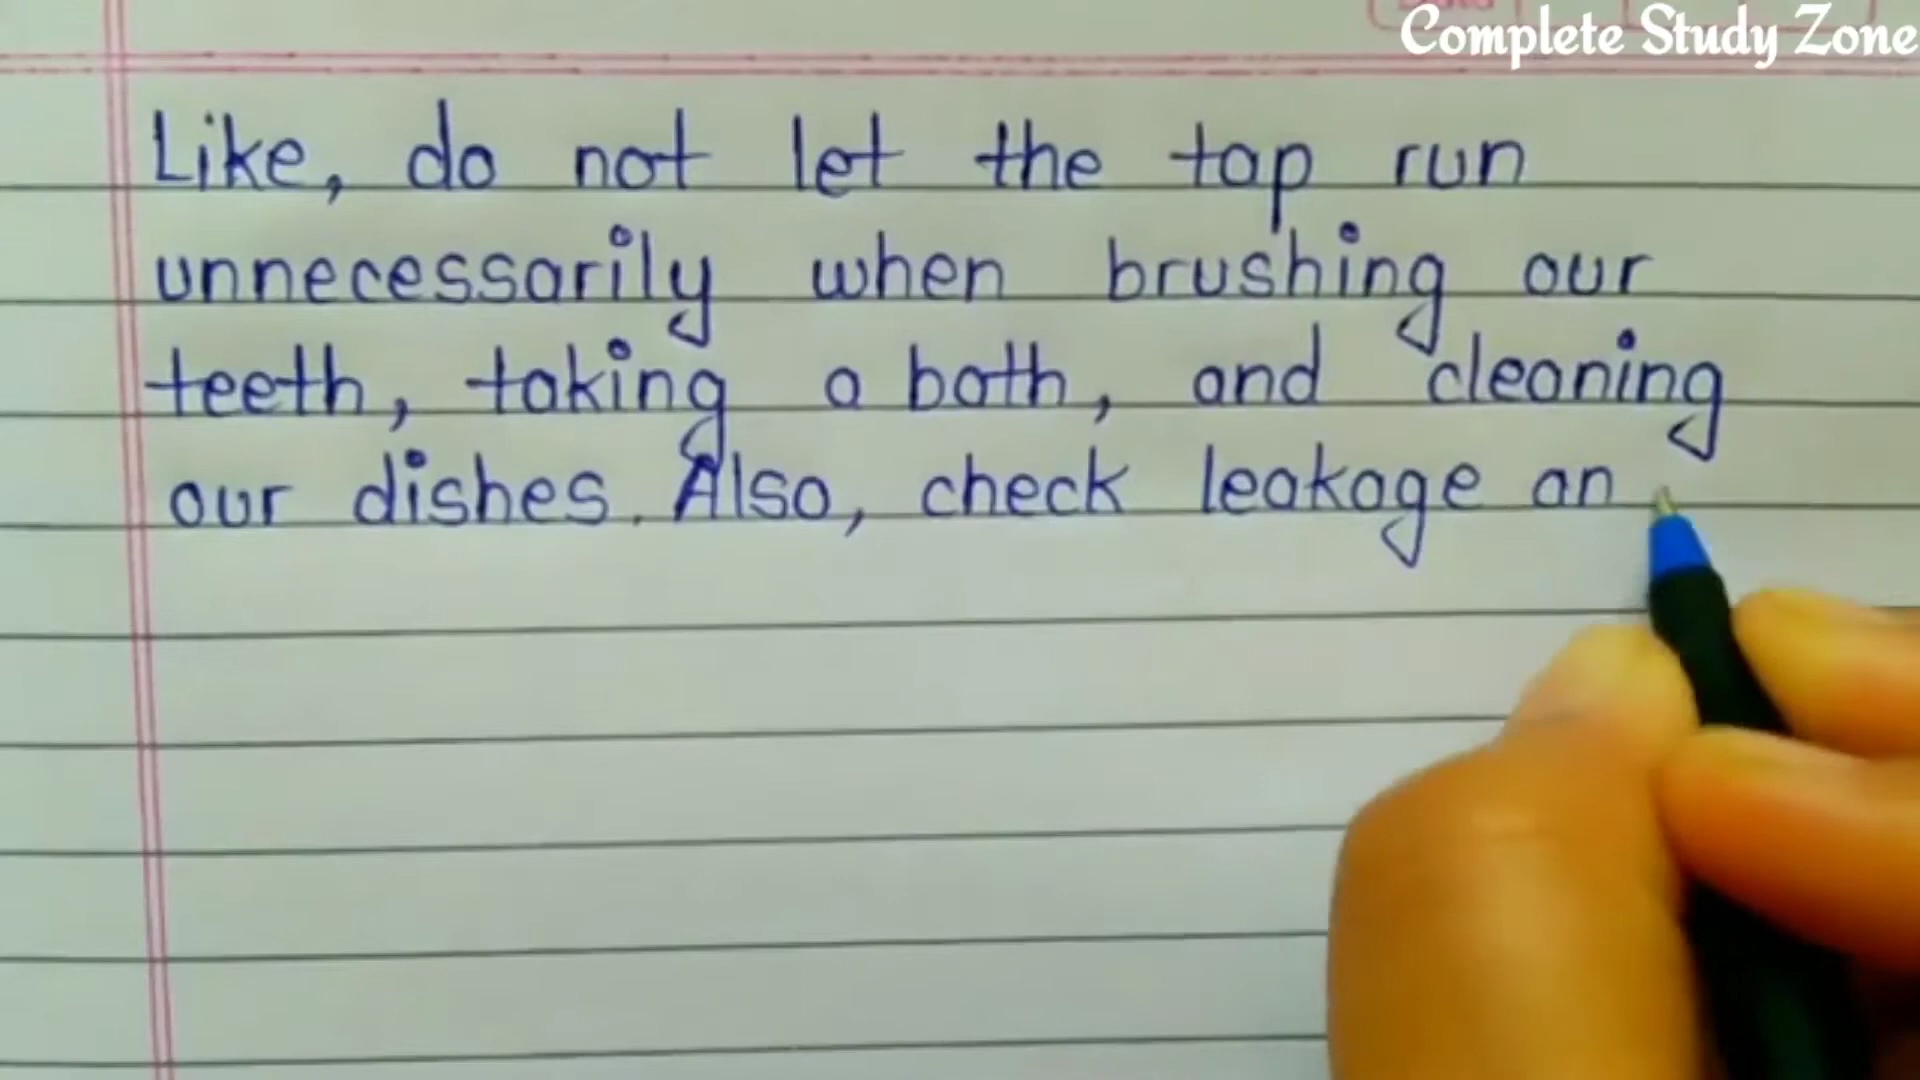 Complete Study Zone
Like, do not let the tap run
unnecessarily when brushing our
teeth, taking a bath, and cleaning
our dishes. Also, check leakage an